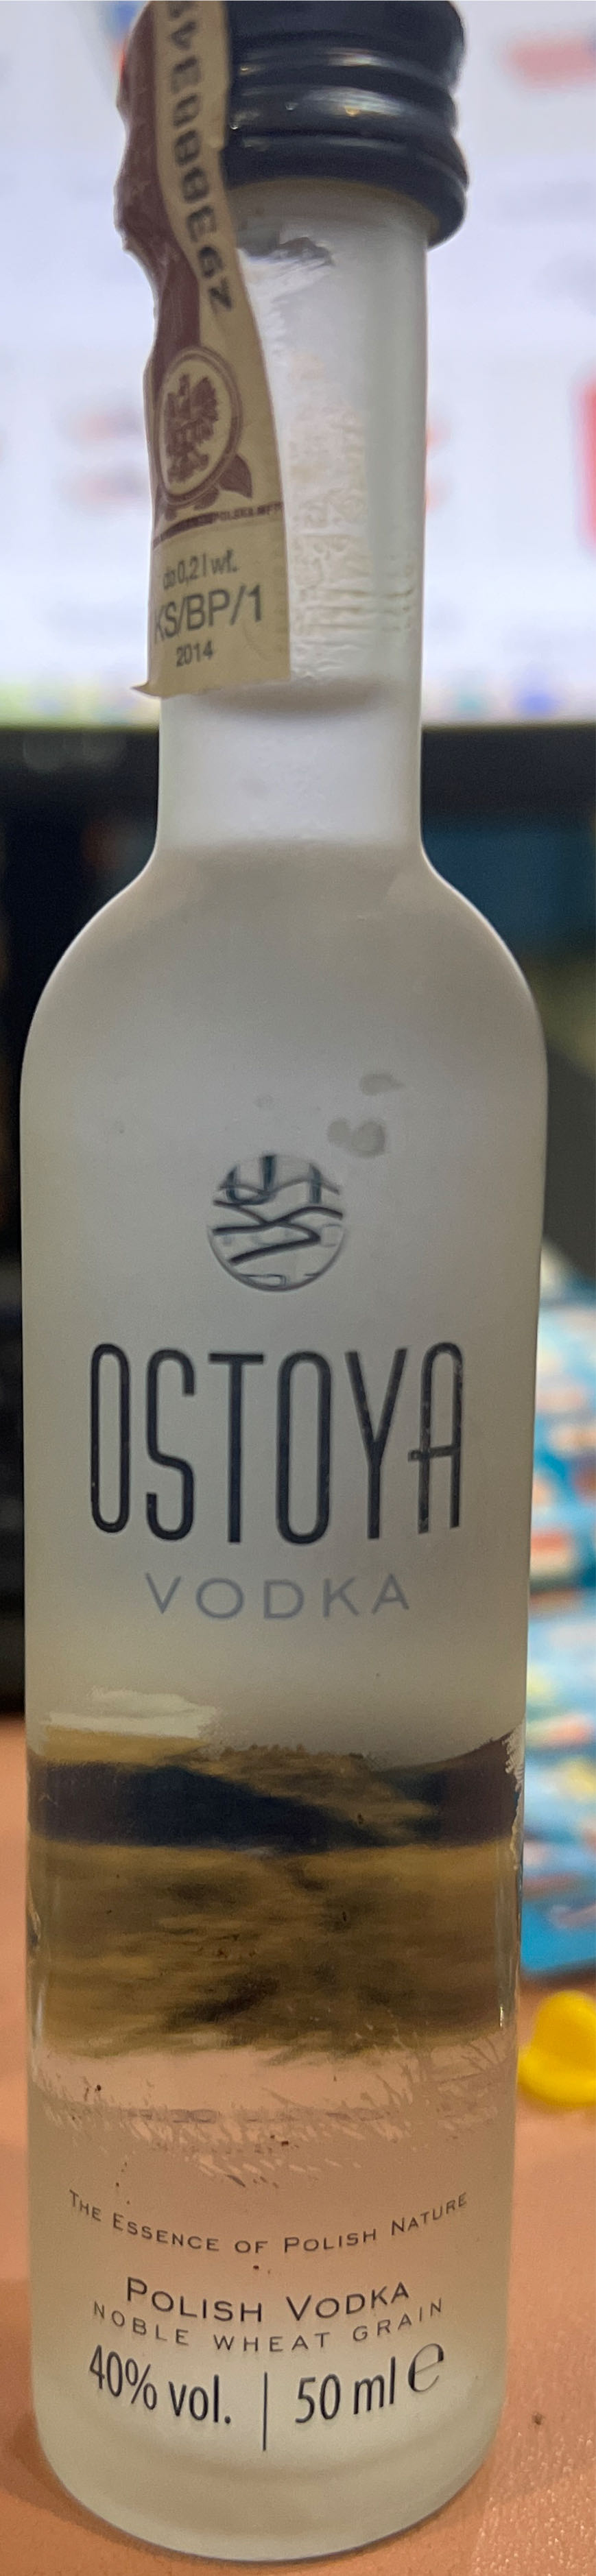 do 0,2 l wł.
KS/BP/1
2014
OSTOYA
VODKA
THE ESSENCE OF POLISH NATURE
POLISH VODKA
NOBLE WHEAT GRAIN
40% vol. | 50 ml e